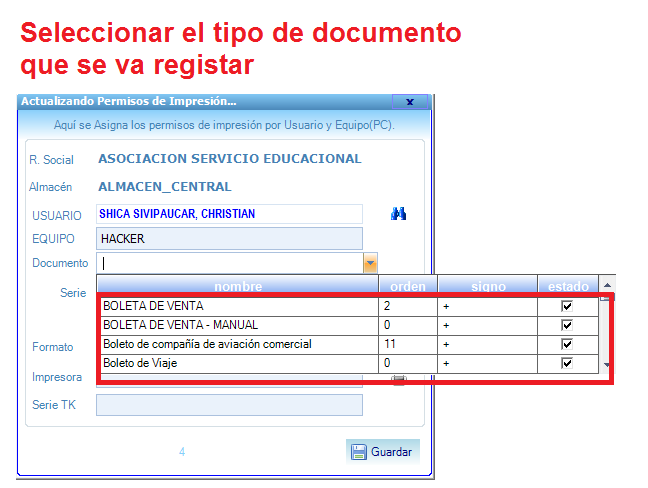 Seleccionar el tipo de documento
que se va registar
Actualizando Permisos de Impresión... x
Aquí se Asigna los permisos de impresión por Usuario y Equipo(PC).
R. Social ASOCIACION SERVICIO EDUCACIONAL
Almacén ALMACEN_CENTRAL
USUARIO SHICA SIVIPAUCAR, CHRISTIAN
EQUIPO HACKER
Documento
Serie nombre orden signo estado
BOLETA DE VENTA 2 +
BOLETA DE VENTA - MANUAL 0 +
Formato Boleto de compañía de aviación comercial 11 +
Boleto de Viaje 0 +
Impresora
Serie TK
4 Guardar